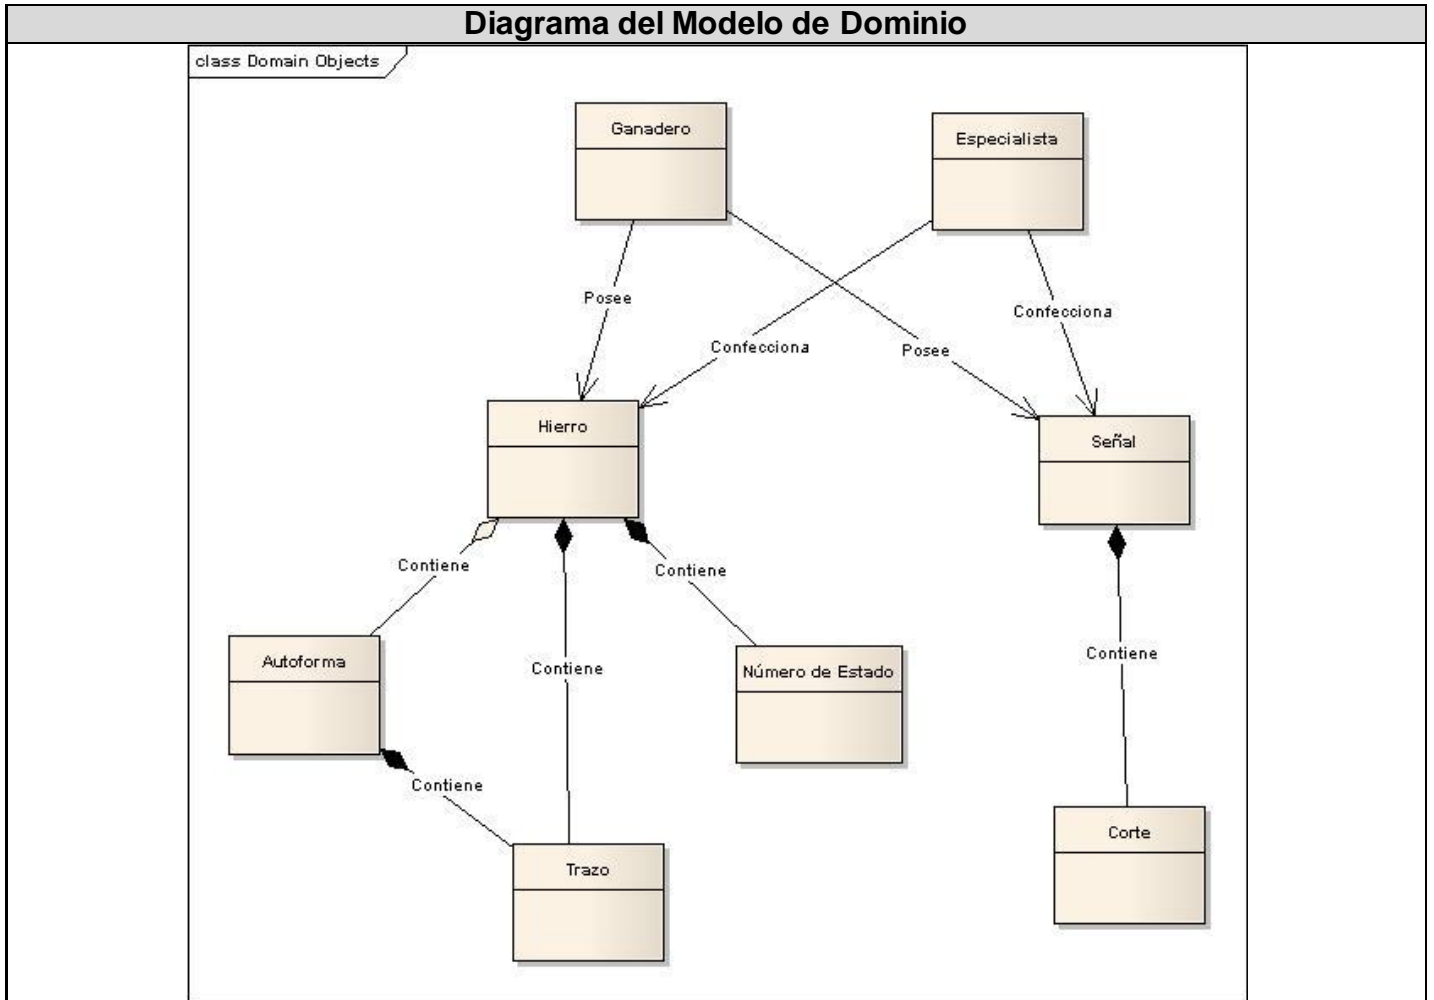 Diagrama del Modelo de Dominio
class Domain Objects
Ganadero
Especialista
Posee
Confecciona
Confecciona
Posee
Hierro
Señal
Contiene
Contiene
Contiene
Contiene
Autoforma
Número de Estado
Contiene
Corte
Trazo